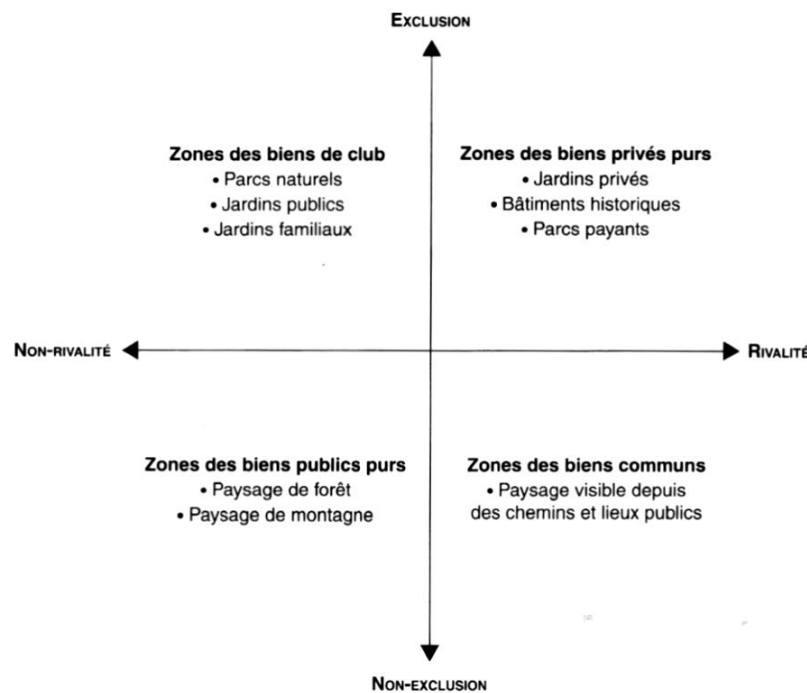 EXCLUSION
Zones des biens de club
• Parcs naturels
• Jardins publics
• Jardins familiaux
Zones des biens privés purs
• Jardins privés
• Bâtiments historiques
• Parcs payants
NON-RIVALITÉ
RIVALITÉ
Zones des biens publics purs
• Paysage de forêt
• Paysage de montagne
Zones des biens communs
• Paysage visible depuis
des chemins et lieux publics
NON-EXCLUSION